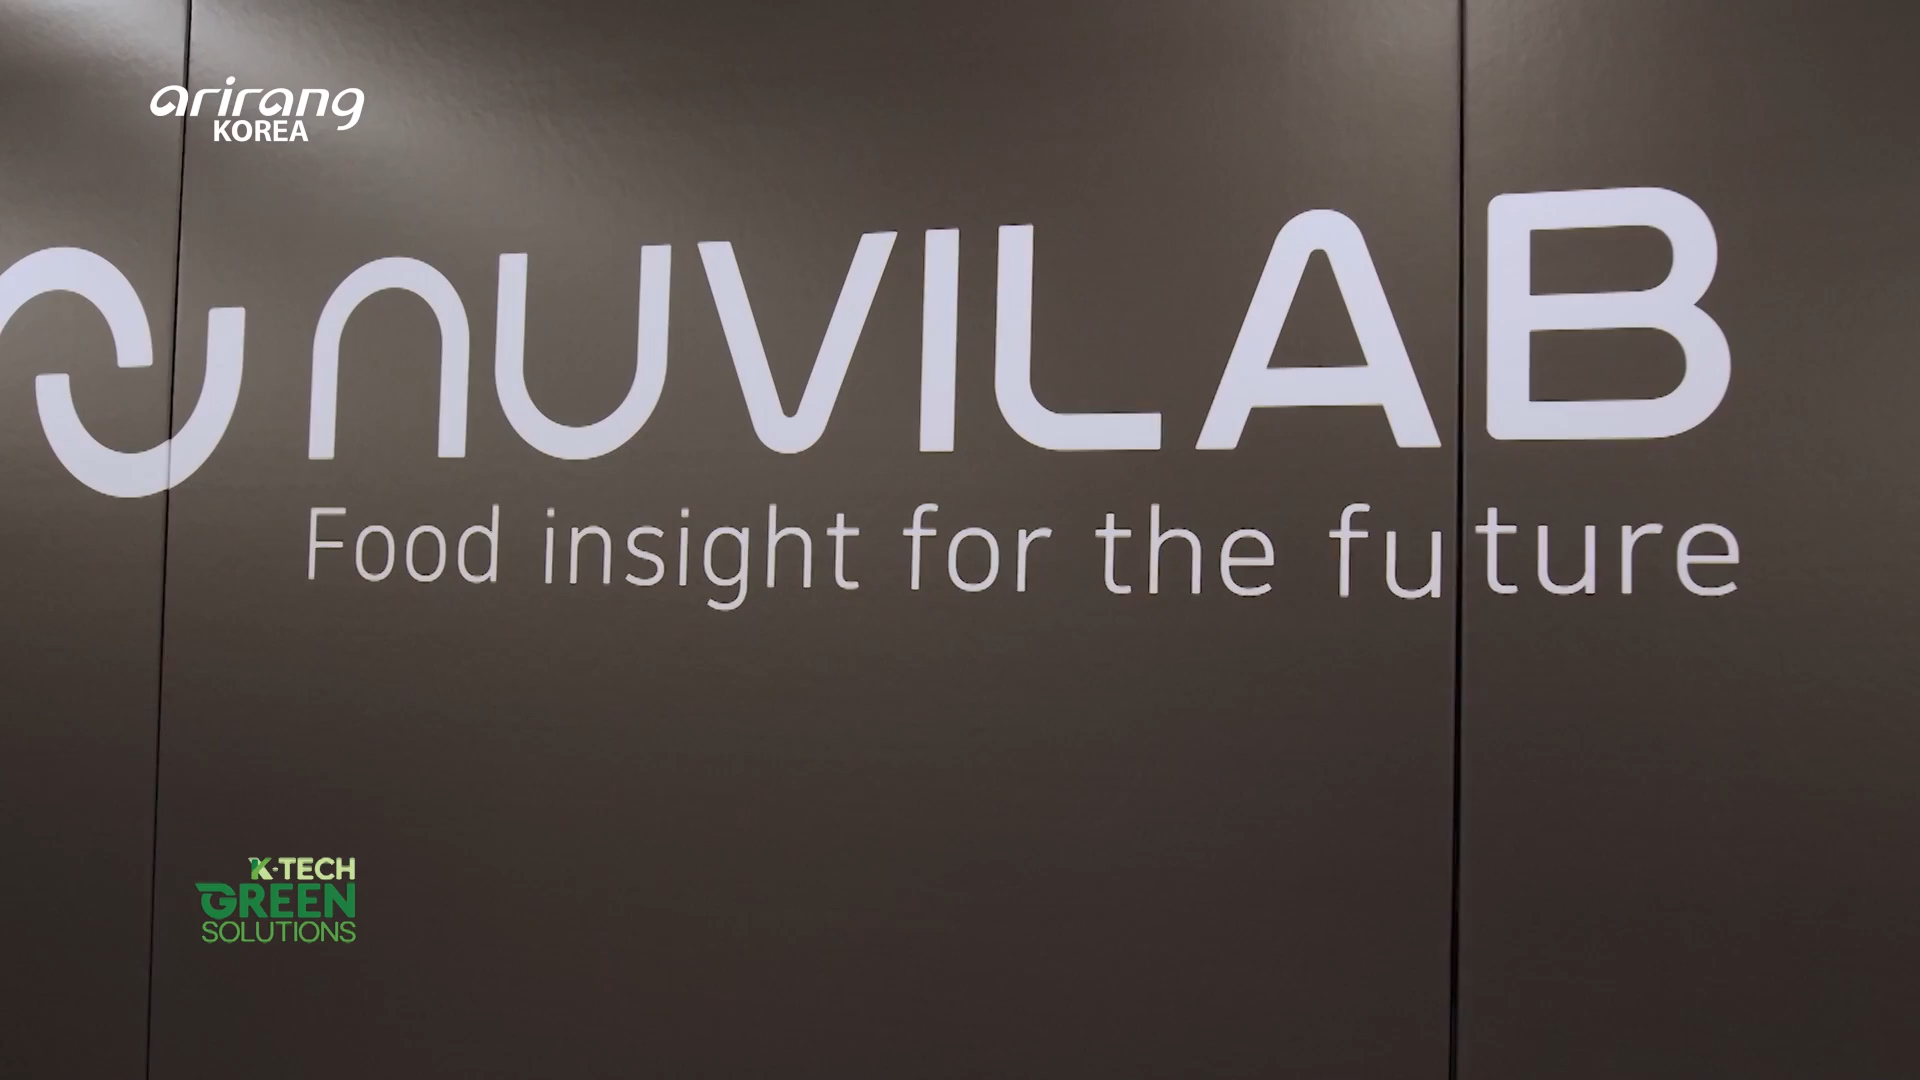 arirang
KOREA
nuVILAB
Food insight for the future
K-TECH
GREEN
SOLUTIONS